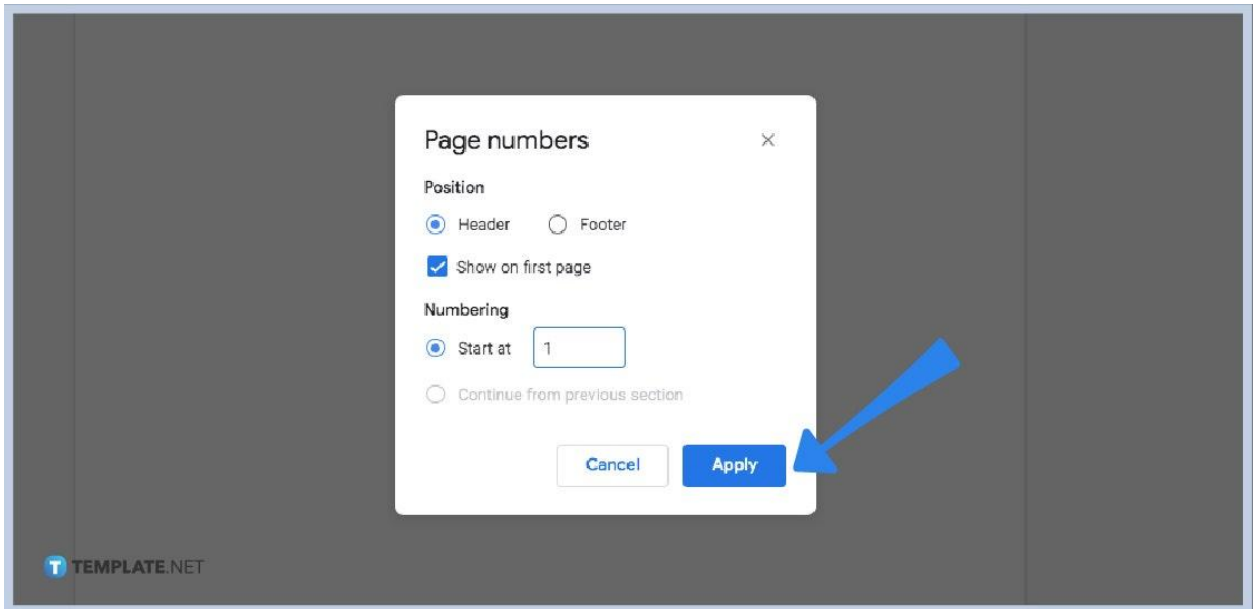 Page numbers
Position
Header Footer
Show on first page
Numbering
Start at 1
Continue from previous section
Cancel Apply
T TEMPLATE.NET